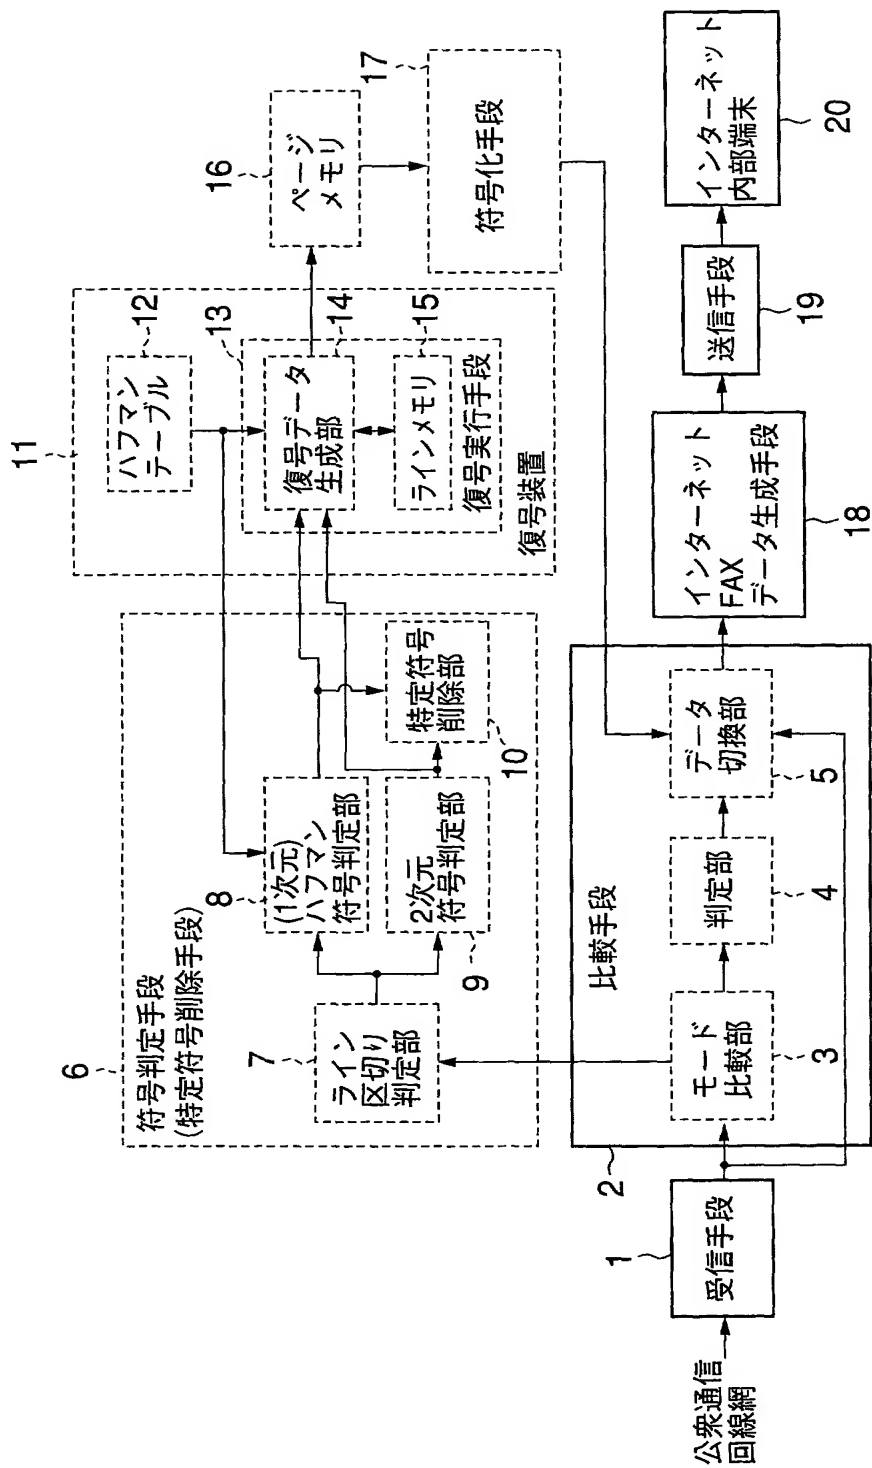 6
符号判定手段
(特定符号削除手段)
7
ライン
区切り
判定部
8
(1次元)
ハフマン
符号判定部
2次元
符号判定部
9
特定符号
削除部
10
11
ハフマン
テーブル
12
13
復号データ
生成部
14
ラインメモリ
15
復号実行手段
復号装置
16
ページ
メモリ
17
符号化手段
公衆通信
回線網
1
受信手段
2
比較手段
モード
比較部
3
判定部
4
データ
切換部
5
インターネット
FAX
データ生成手段
18
送信手段
19
インターネット
内部端末
20